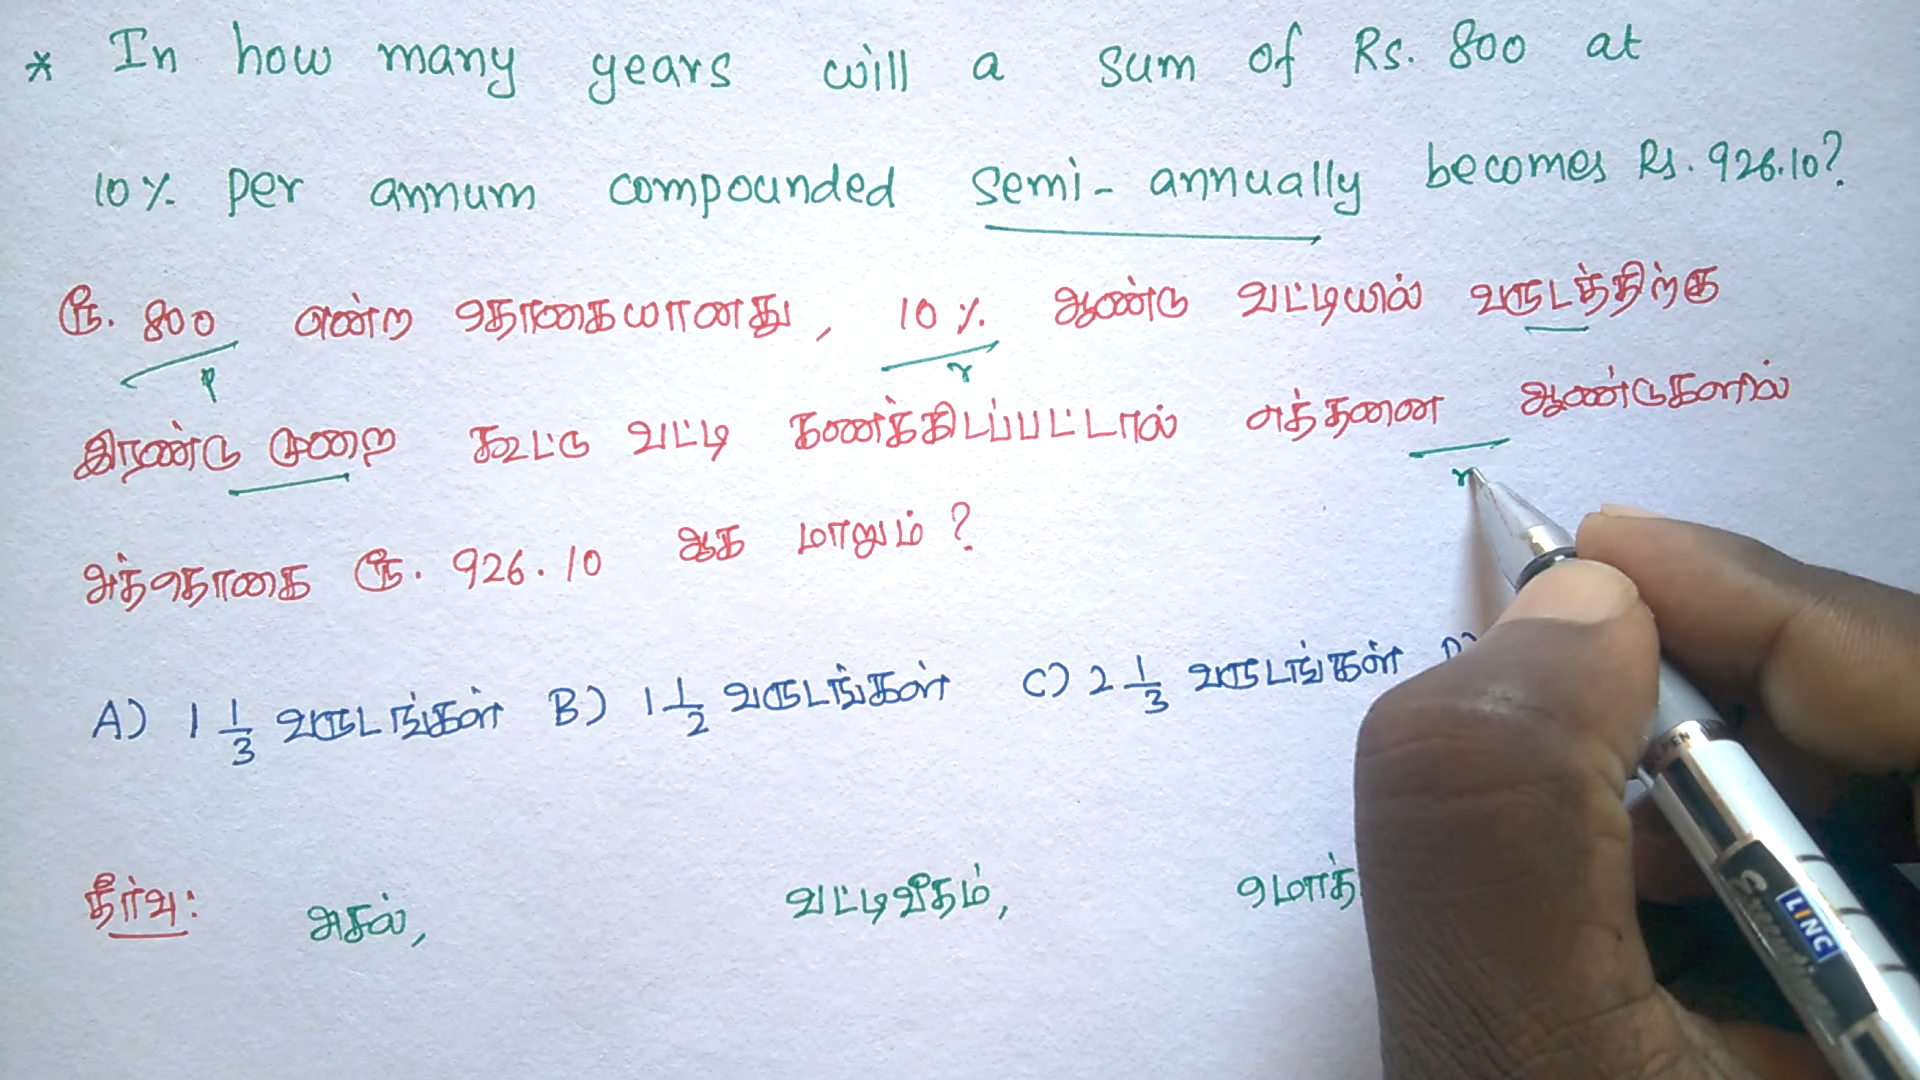 * In how many years will a sum of Rs. 800 at
10% per annum compounded semi-annually becomes Rs. 926.10?
ரூ. 800 என்ற தொகையானது, 10% ஆண்டு வட்டியில் வருடத்திற்கு
p r
இரண்டு முறை கூட்டு வட்டி கணக்கிடப்பட்டால் எத்தனை ஆண்டுகளில்
அத்தொகை ரூ. 926.10 ஆக மாறும்?
A) 1 1/3 வருடங்கள் B) 1 1/2 வருடங்கள் C) 2 1/3 வருடங்கள்
தீர்வு: அசல், வட்டிவீதம்,
LINC